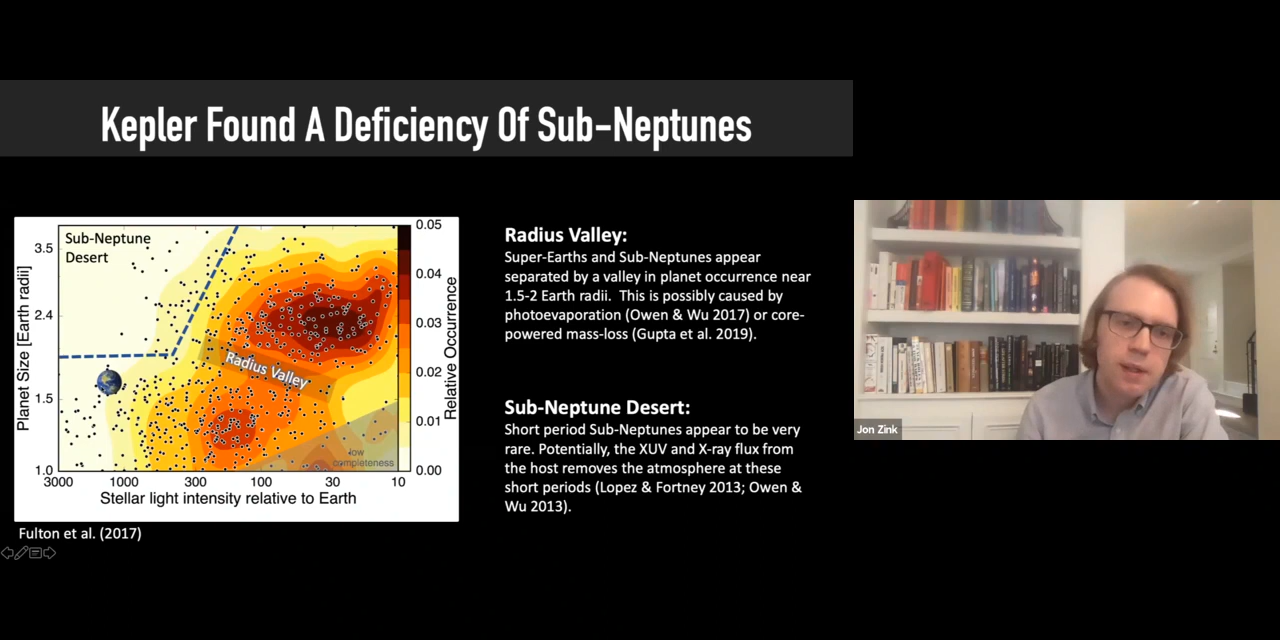 Kepler Found A Deficiency Of Sub-Neptunes
Sub-Neptune
Desert
Radius Valley
low
completeness
Planet Size [Earth radii]
3.5
2.4
1.5
1.0
3000
1000
300
100
30
10
Stellar light intensity relative to Earth
0.05
0.04
0.03
0.02
0.01
0.00
Relative Occurrence
Fulton et al. (2017)
Radius Valley:
Super-Earths and Sub-Neptunes appear
separated by a valley in planet occurrence near
1.5-2 Earth radii. This is possibly caused by
photoevaporation (Owen & Wu 2017) or core-
powered mass-loss (Gupta et al. 2019).
Sub-Neptune Desert:
Short period Sub-Neptunes appear to be very
rare. Potentially, the XUV and X-ray flux from
the host removes the atmosphere at these
short periods (Lopez & Fortney 2013; Owen &
Wu 2013).
Jon Zink